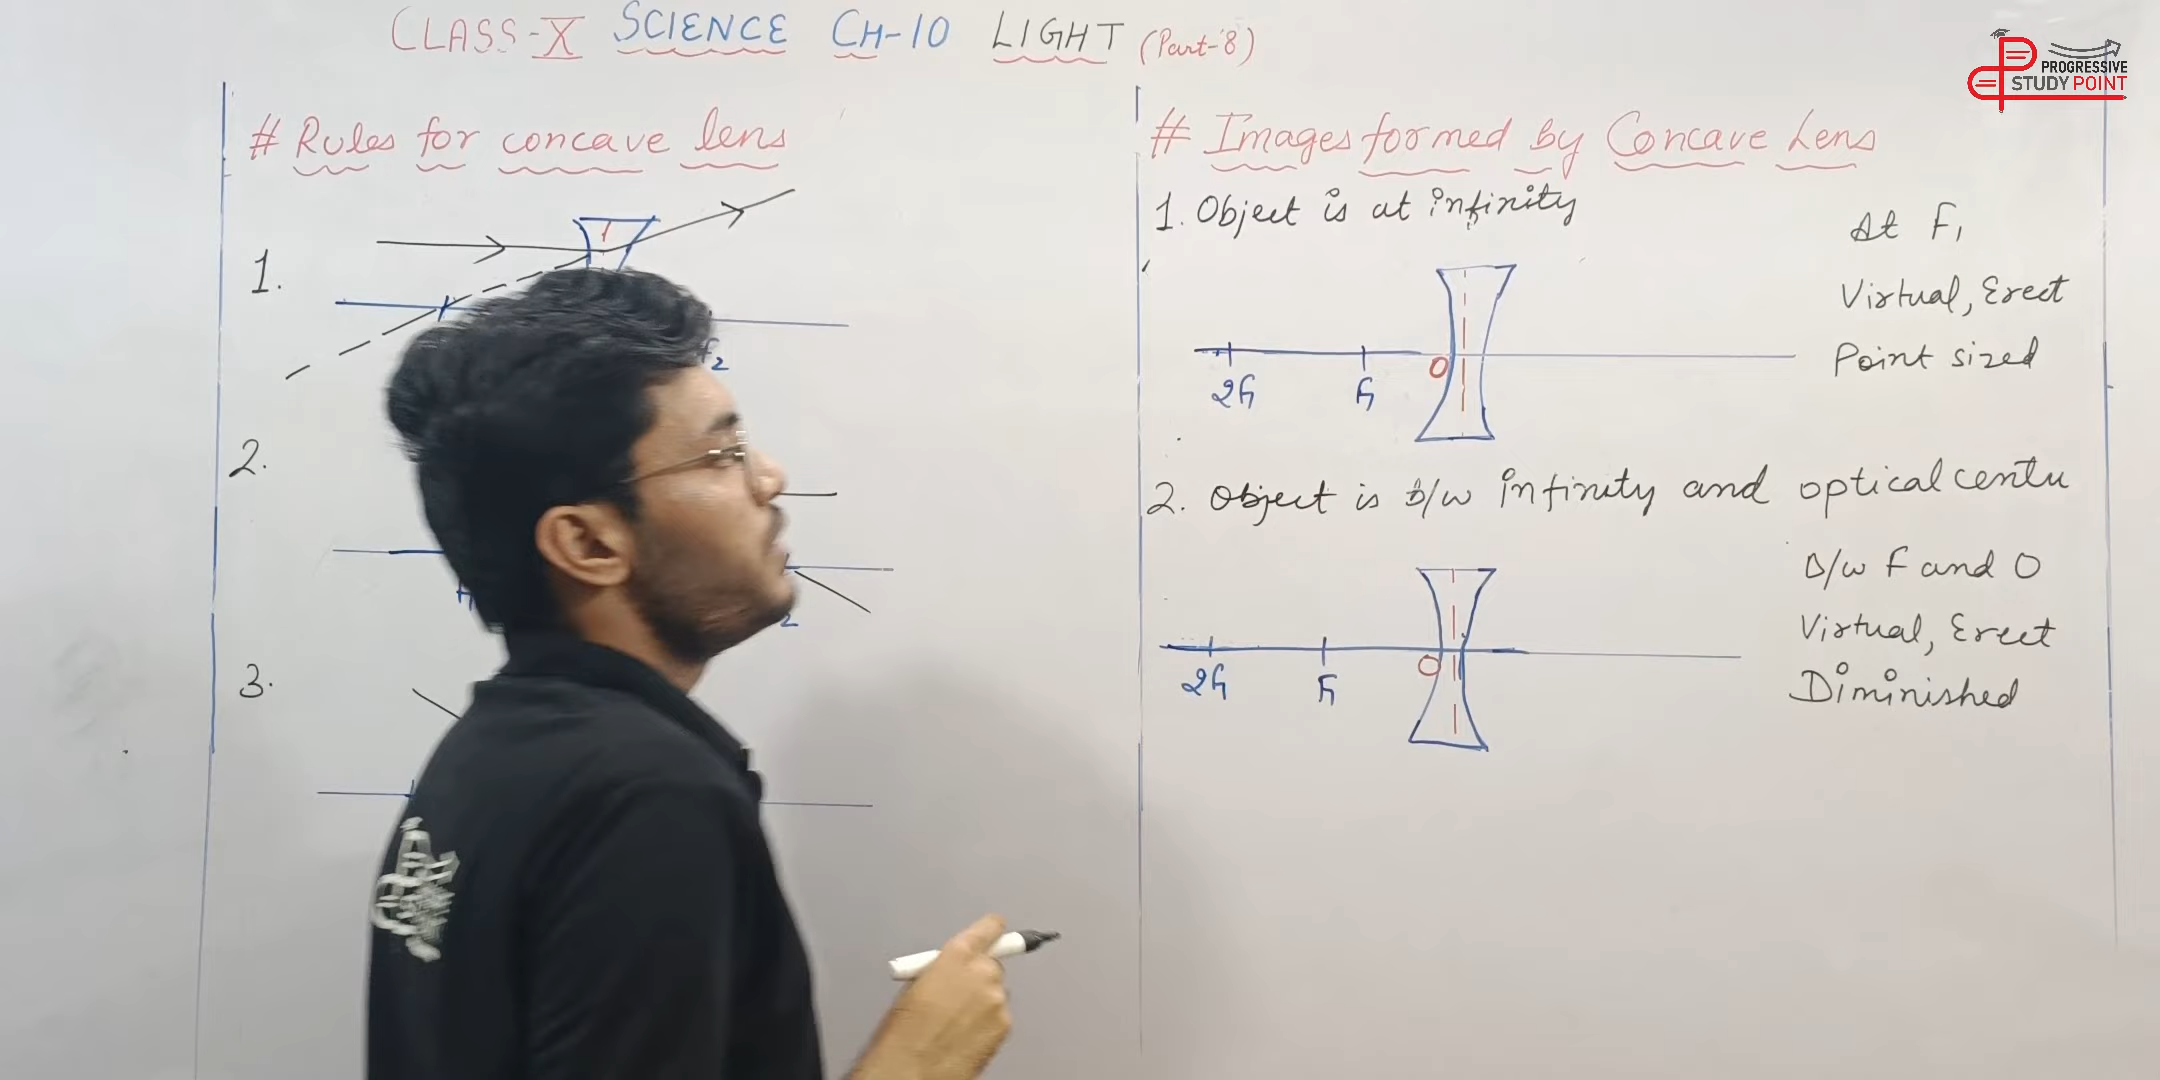 CLASS-X SCIENCE CH-10 LIGHT (Part-8)
PROGRESSIVE
STUDY POINT
# Rules for concave lens
1.
F2
2.
3.
# Images formed by Concave Lens
1. Object is at infinity
At F1
Virtual, Erect
Point sized
2F1 F1 O
2. Object is b/w infinity and optical centre
B/w F and O
Virtual, Erect
Diminished
2F1 F1 O